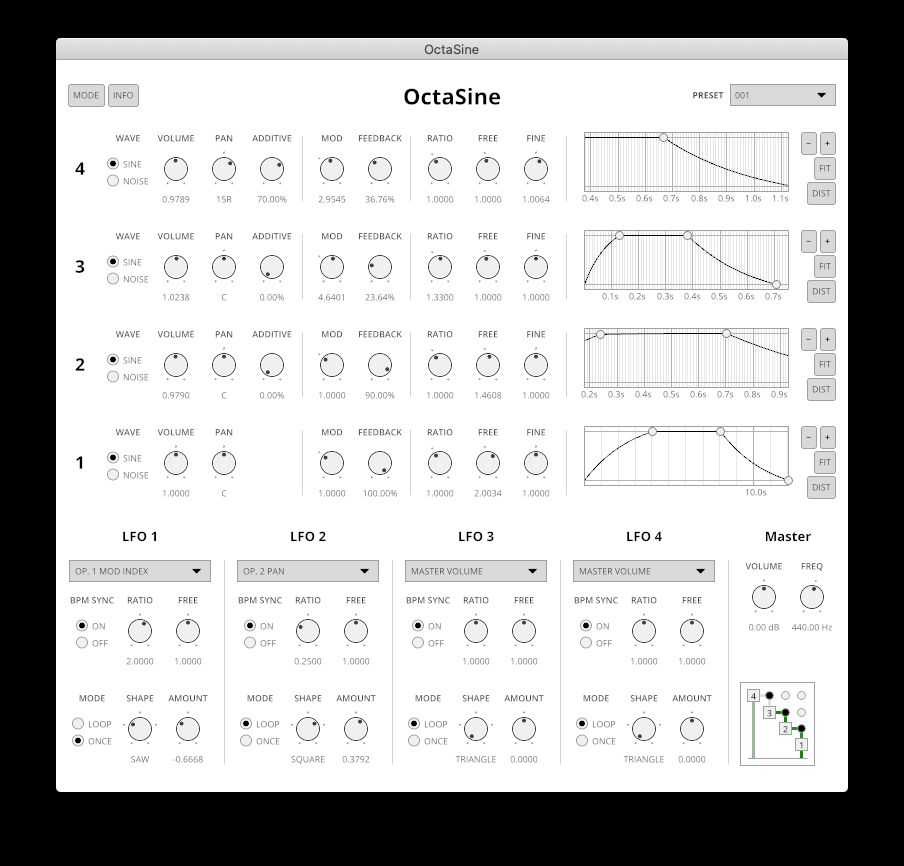 OctaSine
MODE INFO OctaSine PRESET 001
WAVE VOLUME PAN ADDITIVE MOD FEEDBACK RATIO FREE FINE
4 SINE NOISE − + FIT DIST
0.9789 15R 70.00% 2.9545 36.76% 1.0000 1.0000 1.0064 0.4s 0.5s 0.6s 0.7s 0.8s 0.9s 1.0s 1.1s
WAVE VOLUME PAN ADDITIVE MOD FEEDBACK RATIO FREE FINE
3 SINE NOISE − + FIT DIST
1.0238 C 0.00% 4.6401 23.64% 1.3300 1.0000 1.0000 0.1s 0.2s 0.3s 0.4s 0.5s 0.6s 0.7s
WAVE VOLUME PAN ADDITIVE MOD FEEDBACK RATIO FREE FINE
2 SINE NOISE − + FIT DIST
0.9790 C 0.00% 1.0000 90.00% 1.0000 1.4608 1.0000 0.2s 0.3s 0.4s 0.5s 0.6s 0.7s 0.8s 0.9s
WAVE VOLUME PAN MOD FEEDBACK RATIO FREE FINE
1 SINE NOISE − + FIT DIST
1.0000 C 1.0000 100.00% 1.0000 2.0034 1.0000 10.0s
LFO 1 LFO 2 LFO 3 LFO 4 Master
OP. 1 MOD INDEX OP. 2 PAN MASTER VOLUME MASTER VOLUME VOLUME FREQ
BPM SYNC RATIO FREE BPM SYNC RATIO FREE BPM SYNC RATIO FREE BPM SYNC RATIO FREE
ON ON ON ON 0.00 dB 440.00 Hz
OFF OFF OFF OFF
2.0000 1.0000 0.2500 1.0000 1.0000 1.0000 1.0000 1.0000
MODE SHAPE AMOUNT MODE SHAPE AMOUNT MODE SHAPE AMOUNT MODE SHAPE AMOUNT 4
LOOP LOOP LOOP LOOP 3
ONCE ONCE ONCE ONCE 2
SAW -0.6668 SQUARE 0.3792 TRIANGLE 0.0000 TRIANGLE 0.0000 1